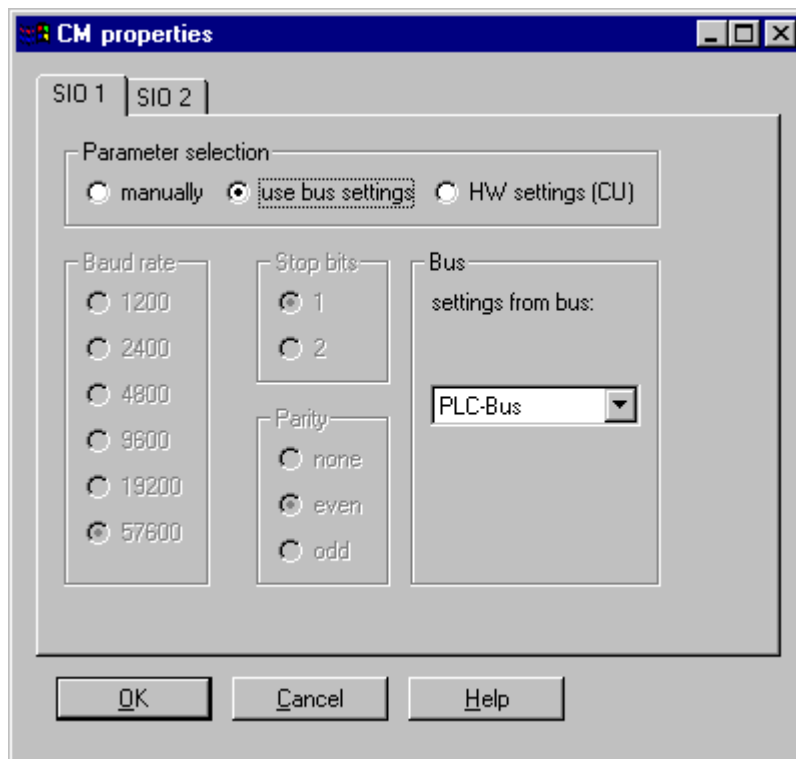 CM properties
SIO 1 SIO 2
Parameter selection
manually use bus settings HW settings (CU)
Baud rate
1200
2400
4800
9600
19200
57600
Stop bits
1
2
Parity
none
even
odd
Bus
settings from bus:
PLC-Bus
OK Cancel Help